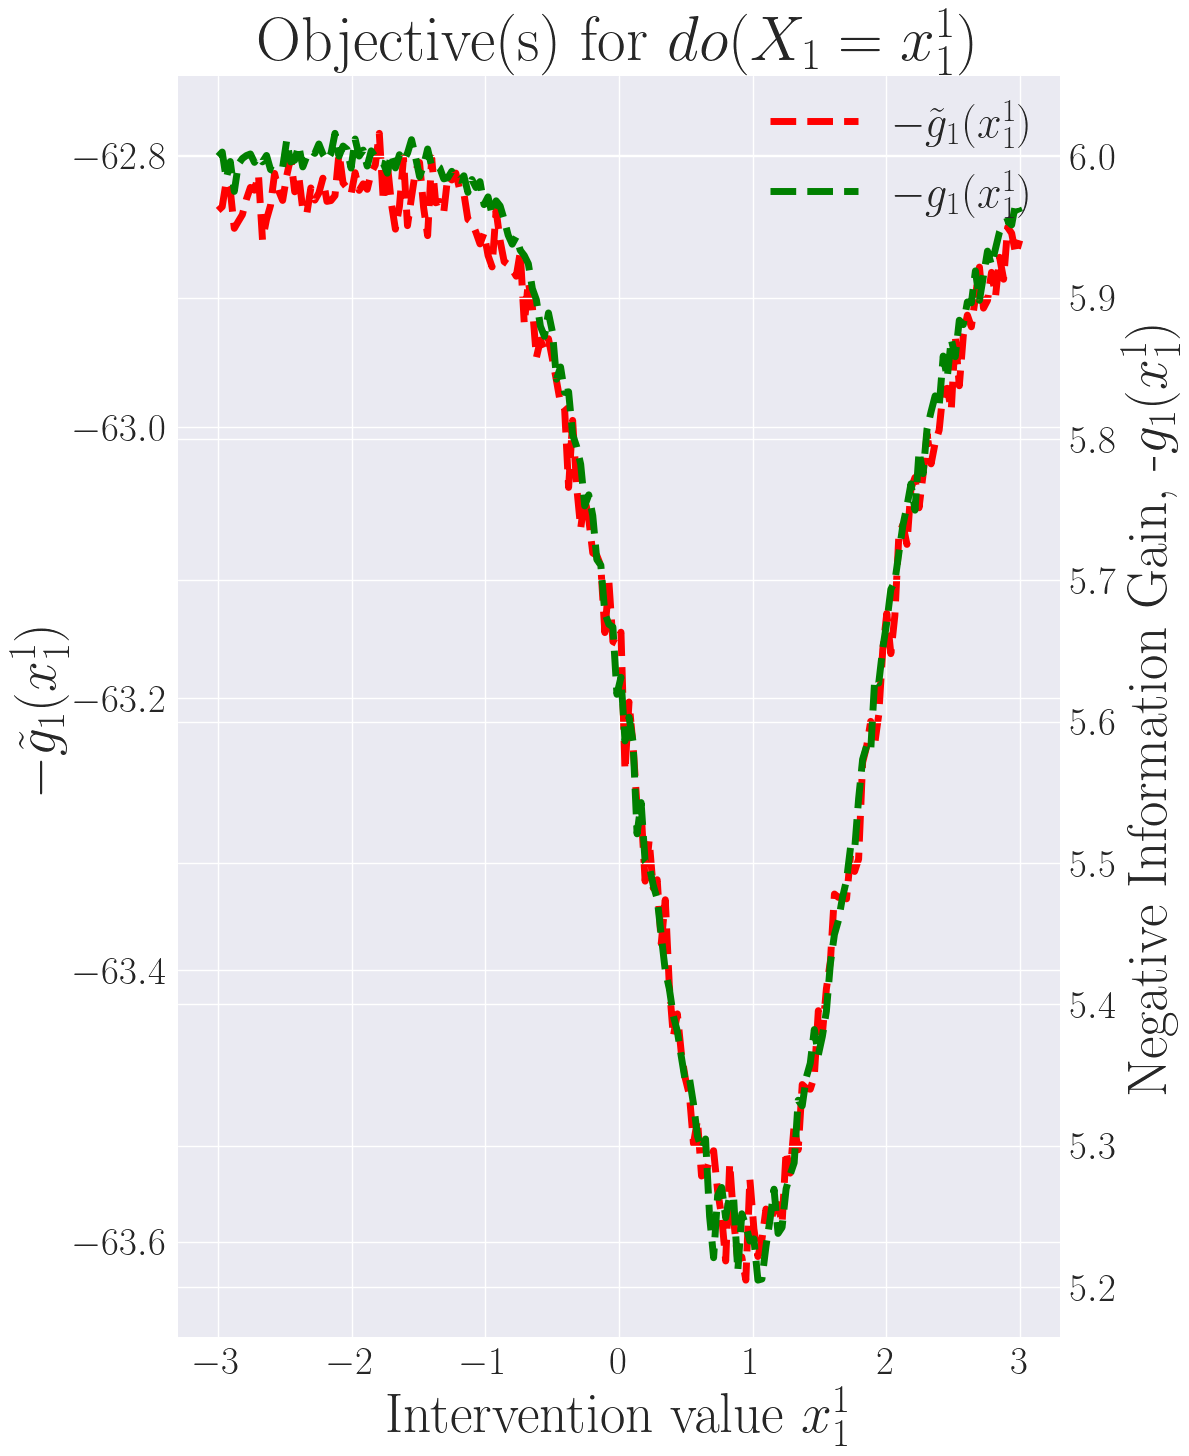 Objective(s) for $do(X_1 = x_1^1)$
$-\tilde{g}_1(x_1^1)$
$-g_1(x_1^1)$
−62.8
−63.0
−63.2
−63.4
−63.6
$-\tilde{g}_1(x_1^1)$
6.0
5.9
5.8
5.7
5.6
5.5
5.4
5.3
5.2
Negative Information Gain, -$g_1(x_1^1)$
−3 −2 −1 0 1 2 3
Intervention value $x_1^1$